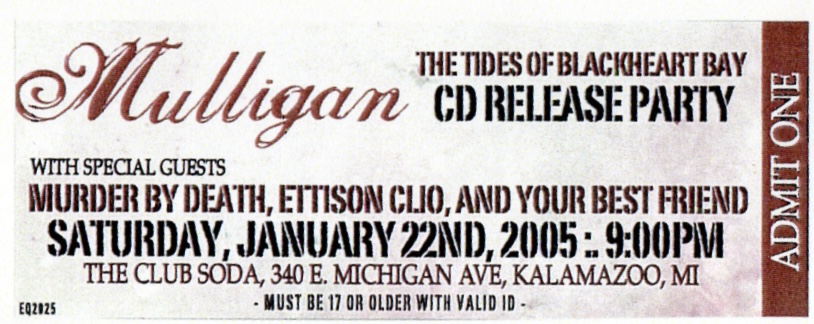 Mulligan
THE TIDES OF BLACKHEART BAY
CD RELEASE PARTY
WITH SPECIAL GUESTS
MURDER BY DEATH, ETTISON CLIO, AND YOUR BEST FRIEND
SATURDAY, JANUARY 22ND, 2005 :. 9:00PM
THE CLUB SODA, 340 E. MICHIGAN AVE, KALAMAZOO, MI
- MUST BE 17 OR OLDER WITH VALID ID -
EQ2025
ADMIT ONE